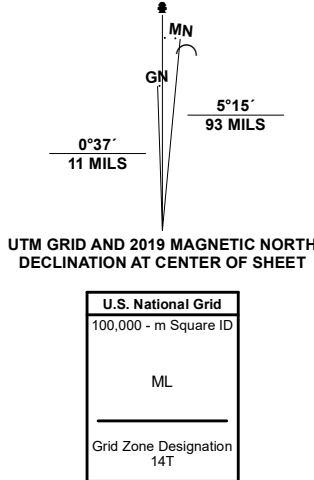 MN
GN
5°15´
93 MILS
0°37´
11 MILS
UTM GRID AND 2019 MAGNETIC NORTH
DECLINATION AT CENTER OF SHEET
U.S. National Grid
100,000 - m Square ID
ML
Grid Zone Designation
14T